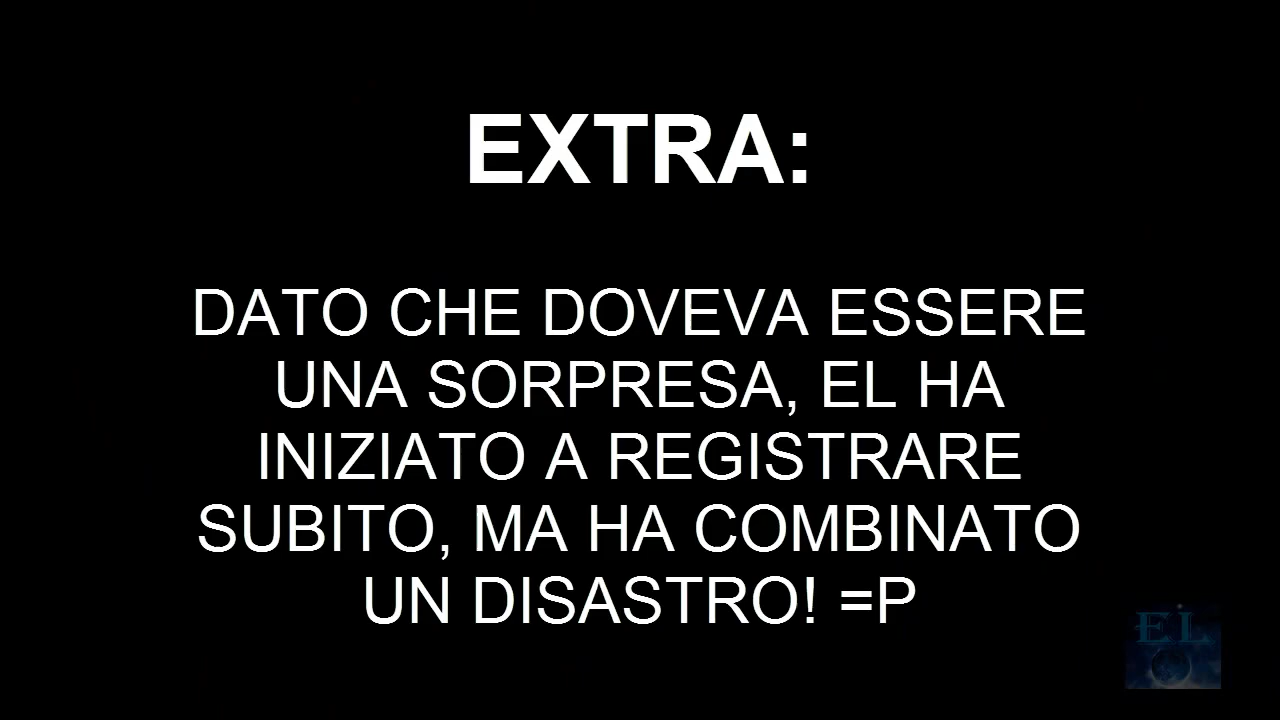 EXTRA:
DATO CHE DOVEVA ESSERE
UNA SORPRESA, EL HA
INIZIATO A REGISTRARE
SUBITO, MA HA COMBINATO
UN DISASTRO! =P
EL